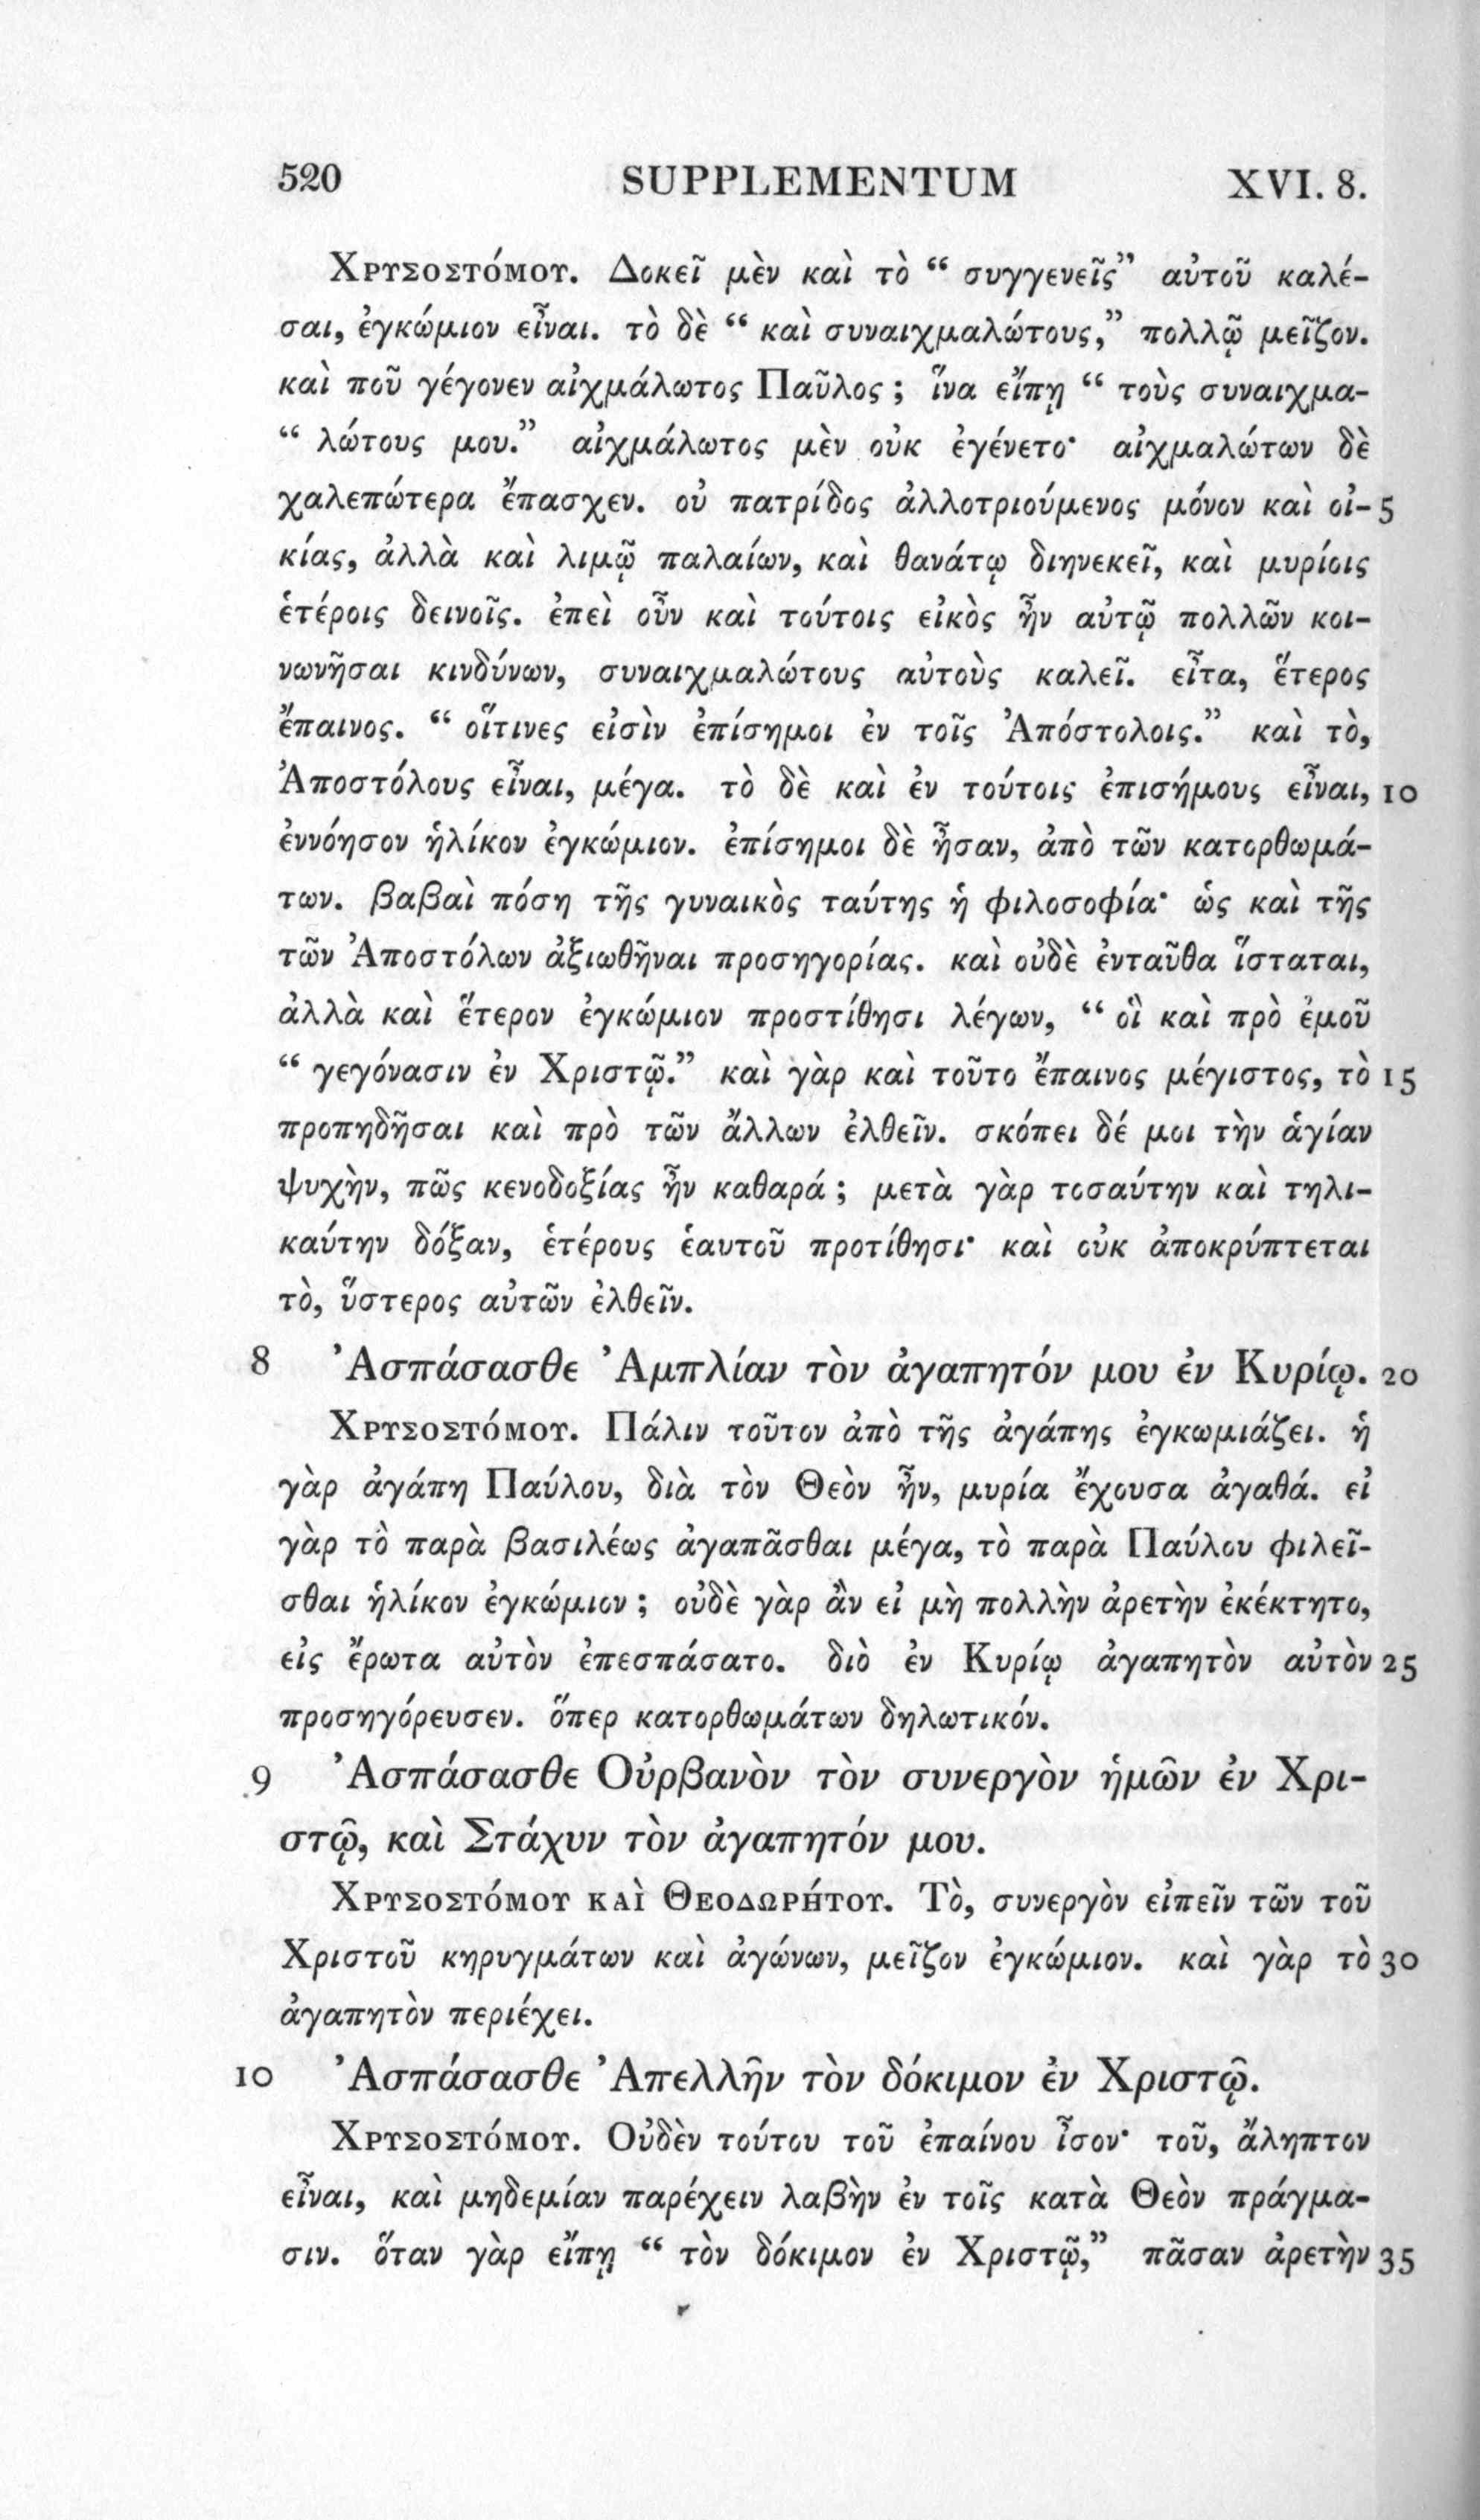 520 SUPPLEMENTUM XVI. 8.
Χρυσοστόμου. Δοκεῖ μὲν καὶ τὸ “ συγγενεῖς” αὐτοῦ καλέ-
σαι, ἐγκώμιον εἶναι. τὸ δὲ “ καὶ συναιχμαλώτους,” πολλῷ μεῖζον.
καὶ ποῦ γέγονεν αἰχμάλωτος Παῦλος ; ἵνα εἴπῃ “ τοὺς συναιχμα-
“ λώτους μου.” αἰχμάλωτος μὲν οὐκ ἐγένετο· αἰχμαλώτων δὲ
χαλεπώτερα ἔπασχεν. οὐ πατρίδος ἀλλοτριούμενος μόνον καὶ οἰ- 5
κίας, ἀλλὰ καὶ λιμῷ παλαίων, καὶ θανάτῳ διηνεκεῖ, καὶ μυρίοις
ἑτέροις δεινοῖς. ἐπεὶ οὖν καὶ τούτοις εἰκὸς ἦν αὐτῷ πολλῶν κοι-
νωνῆσαι κινδύνων, συναιχμαλώτους αὐτοὺς καλεῖ. εἶτα, ἕτερος
ἔπαινος. “ οἵτινες εἰσὶν ἐπίσημοι ἐν τοῖς Ἀπόστολοις.” καὶ τὸ,
Ἀποστόλους εἶναι, μέγα. τὸ δὲ καὶ ἐν τούτοις ἐπισήμους εἶναι, 10
ἐννόησον ἡλίκον ἐγκώμιον. ἐπίσημοι δὲ ἦσαν, ἀπὸ τῶν κατορθωμά-
των. βαβαὶ πόση τῆς γυναικὸς ταύτης ἡ φιλοσοφία· ὡς καὶ τῆς
τῶν Ἀποστόλων ἀξιωθῆναι προσηγορίας. καὶ οὐδὲ ἐνταῦθα ἵσταται,
ἀλλὰ καὶ ἕτερον ἐγκώμιον προστίθησι λέγων, “ οἳ καὶ πρὸ ἐμοῦ
“ γεγόνασιν ἐν Χριστῷ.” καὶ γὰρ καὶ τοῦτο ἔπαινος μέγιστος, τὸ 15
προπηδῆσαι καὶ πρὸ τῶν ἄλλων ἐλθεῖν. σκόπει δέ μοι τὴν ἁγίαν
ψυχὴν, πῶς κενοδοξίας ἦν καθαρά ; μετὰ γὰρ τοσαύτην καὶ τηλι-
καύτην δόξαν, ἑτέρους ἑαυτοῦ προτίθησι· καὶ οὐκ ἀποκρύπτεται
τὸ, ὕστερος αὐτῶν ἐλθεῖν.
8 Ἀσπάσασθε Ἀμπλίαν τὸν ἀγαπητόν μου ἐν Κυρίῳ. 20
Χρυσοστόμου. Πάλιν τοῦτον ἀπὸ τῆς ἀγάπης ἐγκωμιάζει. ἡ
γὰρ ἀγάπη Παύλου, διὰ τὸν Θεὸν ἦν, μυρία ἔχουσα ἀγαθά. εἰ
γὰρ τὸ παρὰ βασιλέως ἀγαπᾶσθαι μέγα, τὸ παρὰ Παύλου φιλεῖ-
σθαι ἡλίκον ἐγκώμιον ; οὐδὲ γὰρ ἂν εἰ μὴ πολλὴν ἀρετὴν ἐκέκτητο,
εἰς ἔρωτα αὐτὸν ἐπεσπάσατο. διὸ ἐν Κυρίῳ ἀγαπητὸν αὐτὸν 25
προσηγόρευσεν. ὅπερ κατορθωμάτων δηλωτικόν.
9 Ἀσπάσασθε Οὐρβανὸν τὸν συνεργὸν ἡμῶν ἐν Χρι-
στῷ, καὶ Στάχυν τὸν ἀγαπητόν μου.
Χρυσοστόμου καὶ Θεοδωρήτου. Τὸ, συνεργὸν εἰπεῖν τῶν τοῦ
Χριστοῦ κηρυγμάτων καὶ ἀγώνων, μεῖζον ἐγκώμιον. καὶ γὰρ τὸ 30
ἀγαπητὸν περιέχει.
10 Ἀσπάσασθε Ἀπελλῆν τὸν δόκιμον ἐν Χριστῷ.
Χρυσοστόμου. Οὐδὲν τούτου τοῦ ἐπαίνου ἶσον· τοῦ, ἄληπτον
εἶναι, καὶ μηδεμίαν παρέχειν λαβὴν ἐν τοῖς κατὰ Θεὸν πράγμα-
σιν. ὅταν γὰρ εἴπῃ “ τὸν δόκιμον ἐν Χριστῷ,” πᾶσαν ἀρετὴν 35